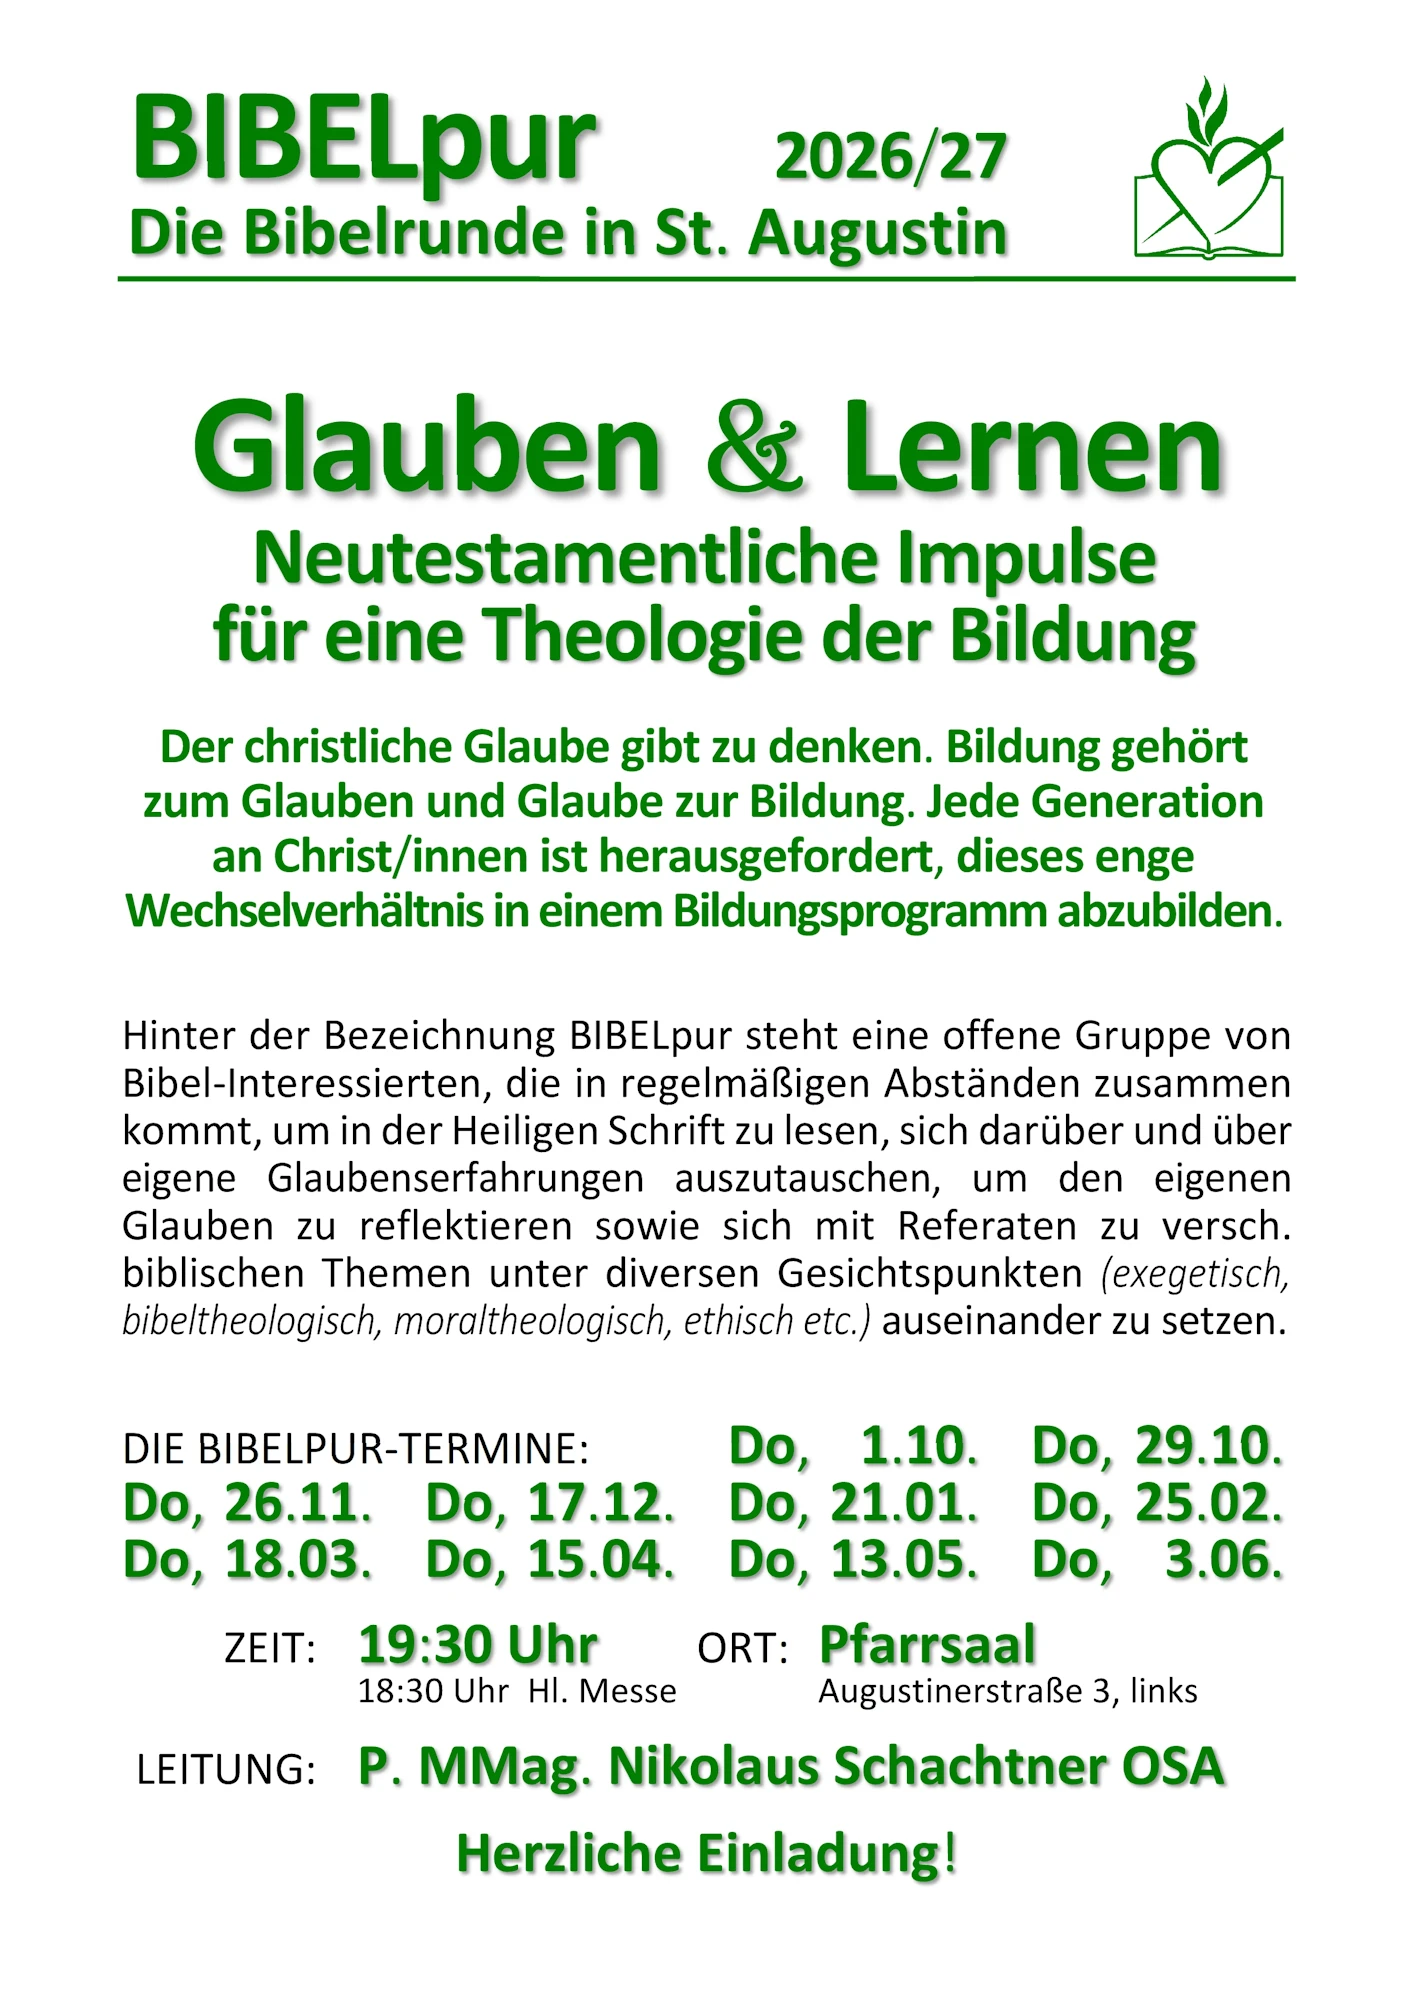 BIBELpur 2026/27
Die Bibelrunde in St. Augustin
Glauben & Lernen
Neutestamentliche Impulse
für eine Theologie der Bildung
Der christliche Glaube gibt zu denken. Bildung gehört
zum Glauben und Glaube zur Bildung. Jede Generation
an Christ/innen ist herausgefordert, dieses enge
Wechselverhältnis in einem Bildungsprogramm abzubilden.
Hinter der Bezeichnung BIBELpur steht eine offene Gruppe von
Bibel-Interessierten, die in regelmäßigen Abständen zusammen
kommt, um in der Heiligen Schrift zu lesen, sich darüber und über
eigene Glaubenserfahrungen auszutauschen, um den eigenen
Glauben zu reflektieren sowie sich mit Referaten zu versch.
biblischen Themen unter diversen Gesichtspunkten (exegetisch,
bibeltheologisch, moraltheologisch, ethisch etc.) auseinander zu setzen.
DIE BIBELPUR-TERMINE: Do, 1.10. Do, 29.10.
Do, 26.11. Do, 17.12. Do, 21.01. Do, 25.02.
Do, 18.03. Do, 15.04. Do, 13.05. Do, 3.06.
ZEIT: 19:30 Uhr ORT: Pfarrsaal
18:30 Uhr Hl. Messe Augustinerstraße 3, links
LEITUNG: P. MMag. Nikolaus Schachtner OSA
Herzliche Einladung!